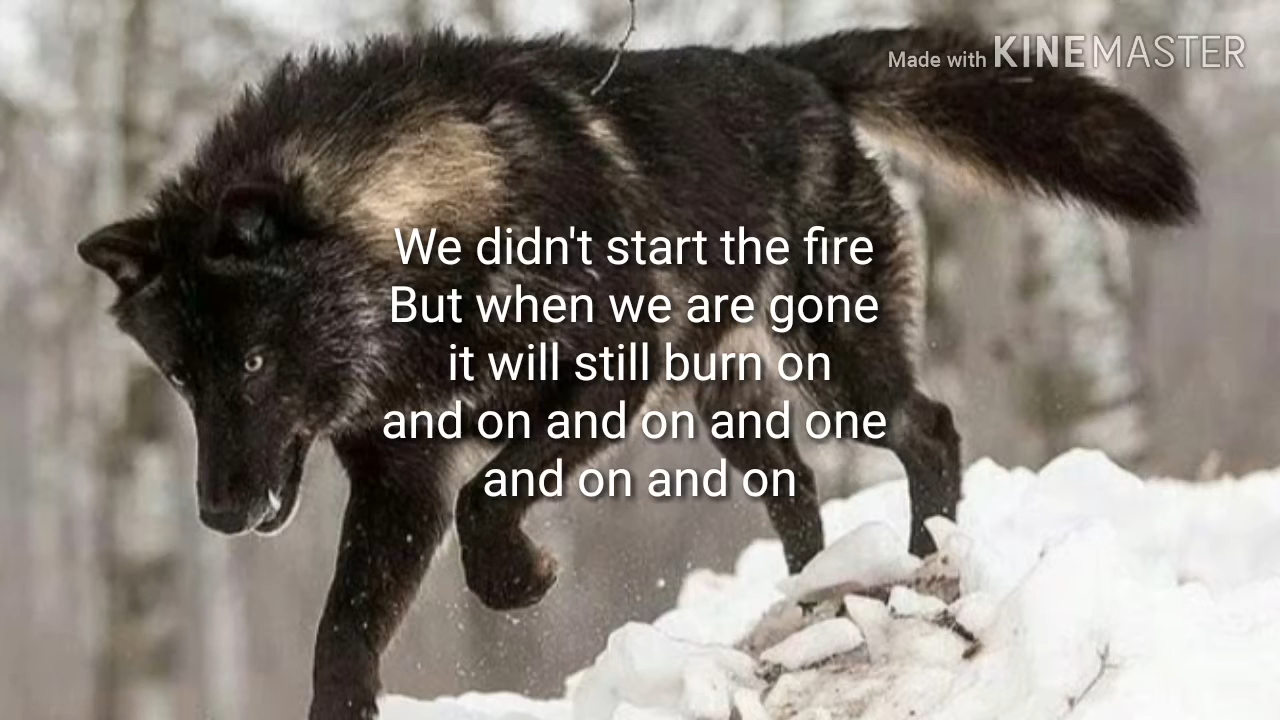 Made with KINEMASTER
We didn't start the fire
But when we are gone
it will still burn on
and on and on and one
and on and on